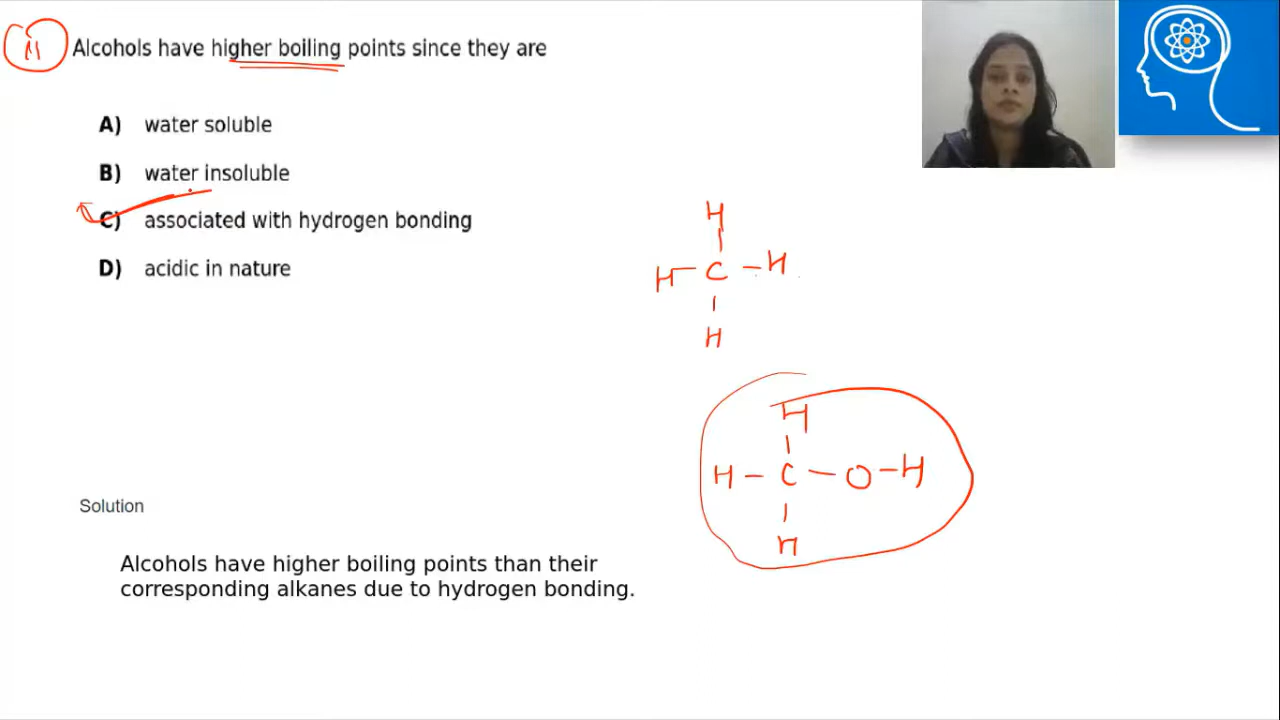 11 Alcohols have higher boiling points since they are
A) water soluble
B) water insoluble
C) associated with hydrogen bonding
D) acidic in nature
H
H - C - H
H
H
H - C - O - H
H
Solution
Alcohols have higher boiling points than their
corresponding alkanes due to hydrogen bonding.